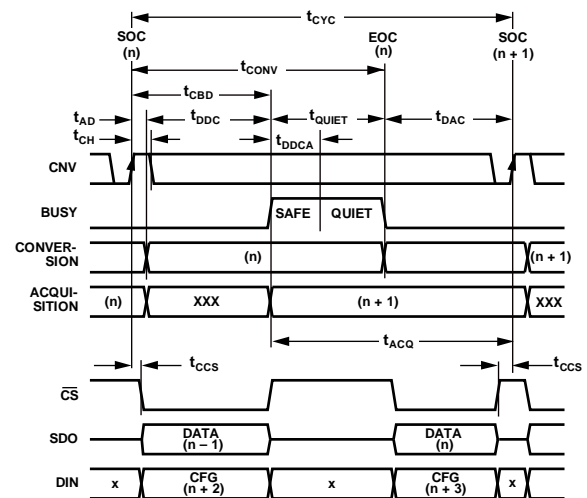 tCYC
SOC EOC SOC
(n) (n) (n + 1)
tCONV
tCBD
tAD tDDC tQUIET tDAC
tCH tDDCA
CNV
BUSY SAFE QUIET
CONVER-
SION (n) (n + 1)
ACQUI-
SITION (n) XXX (n + 1) XXX
tACQ
tCCS tCCS
CS
SDO DATA DATA
(n – 1) (n)
DIN x CFG x CFG x
(n + 2) (n + 3)